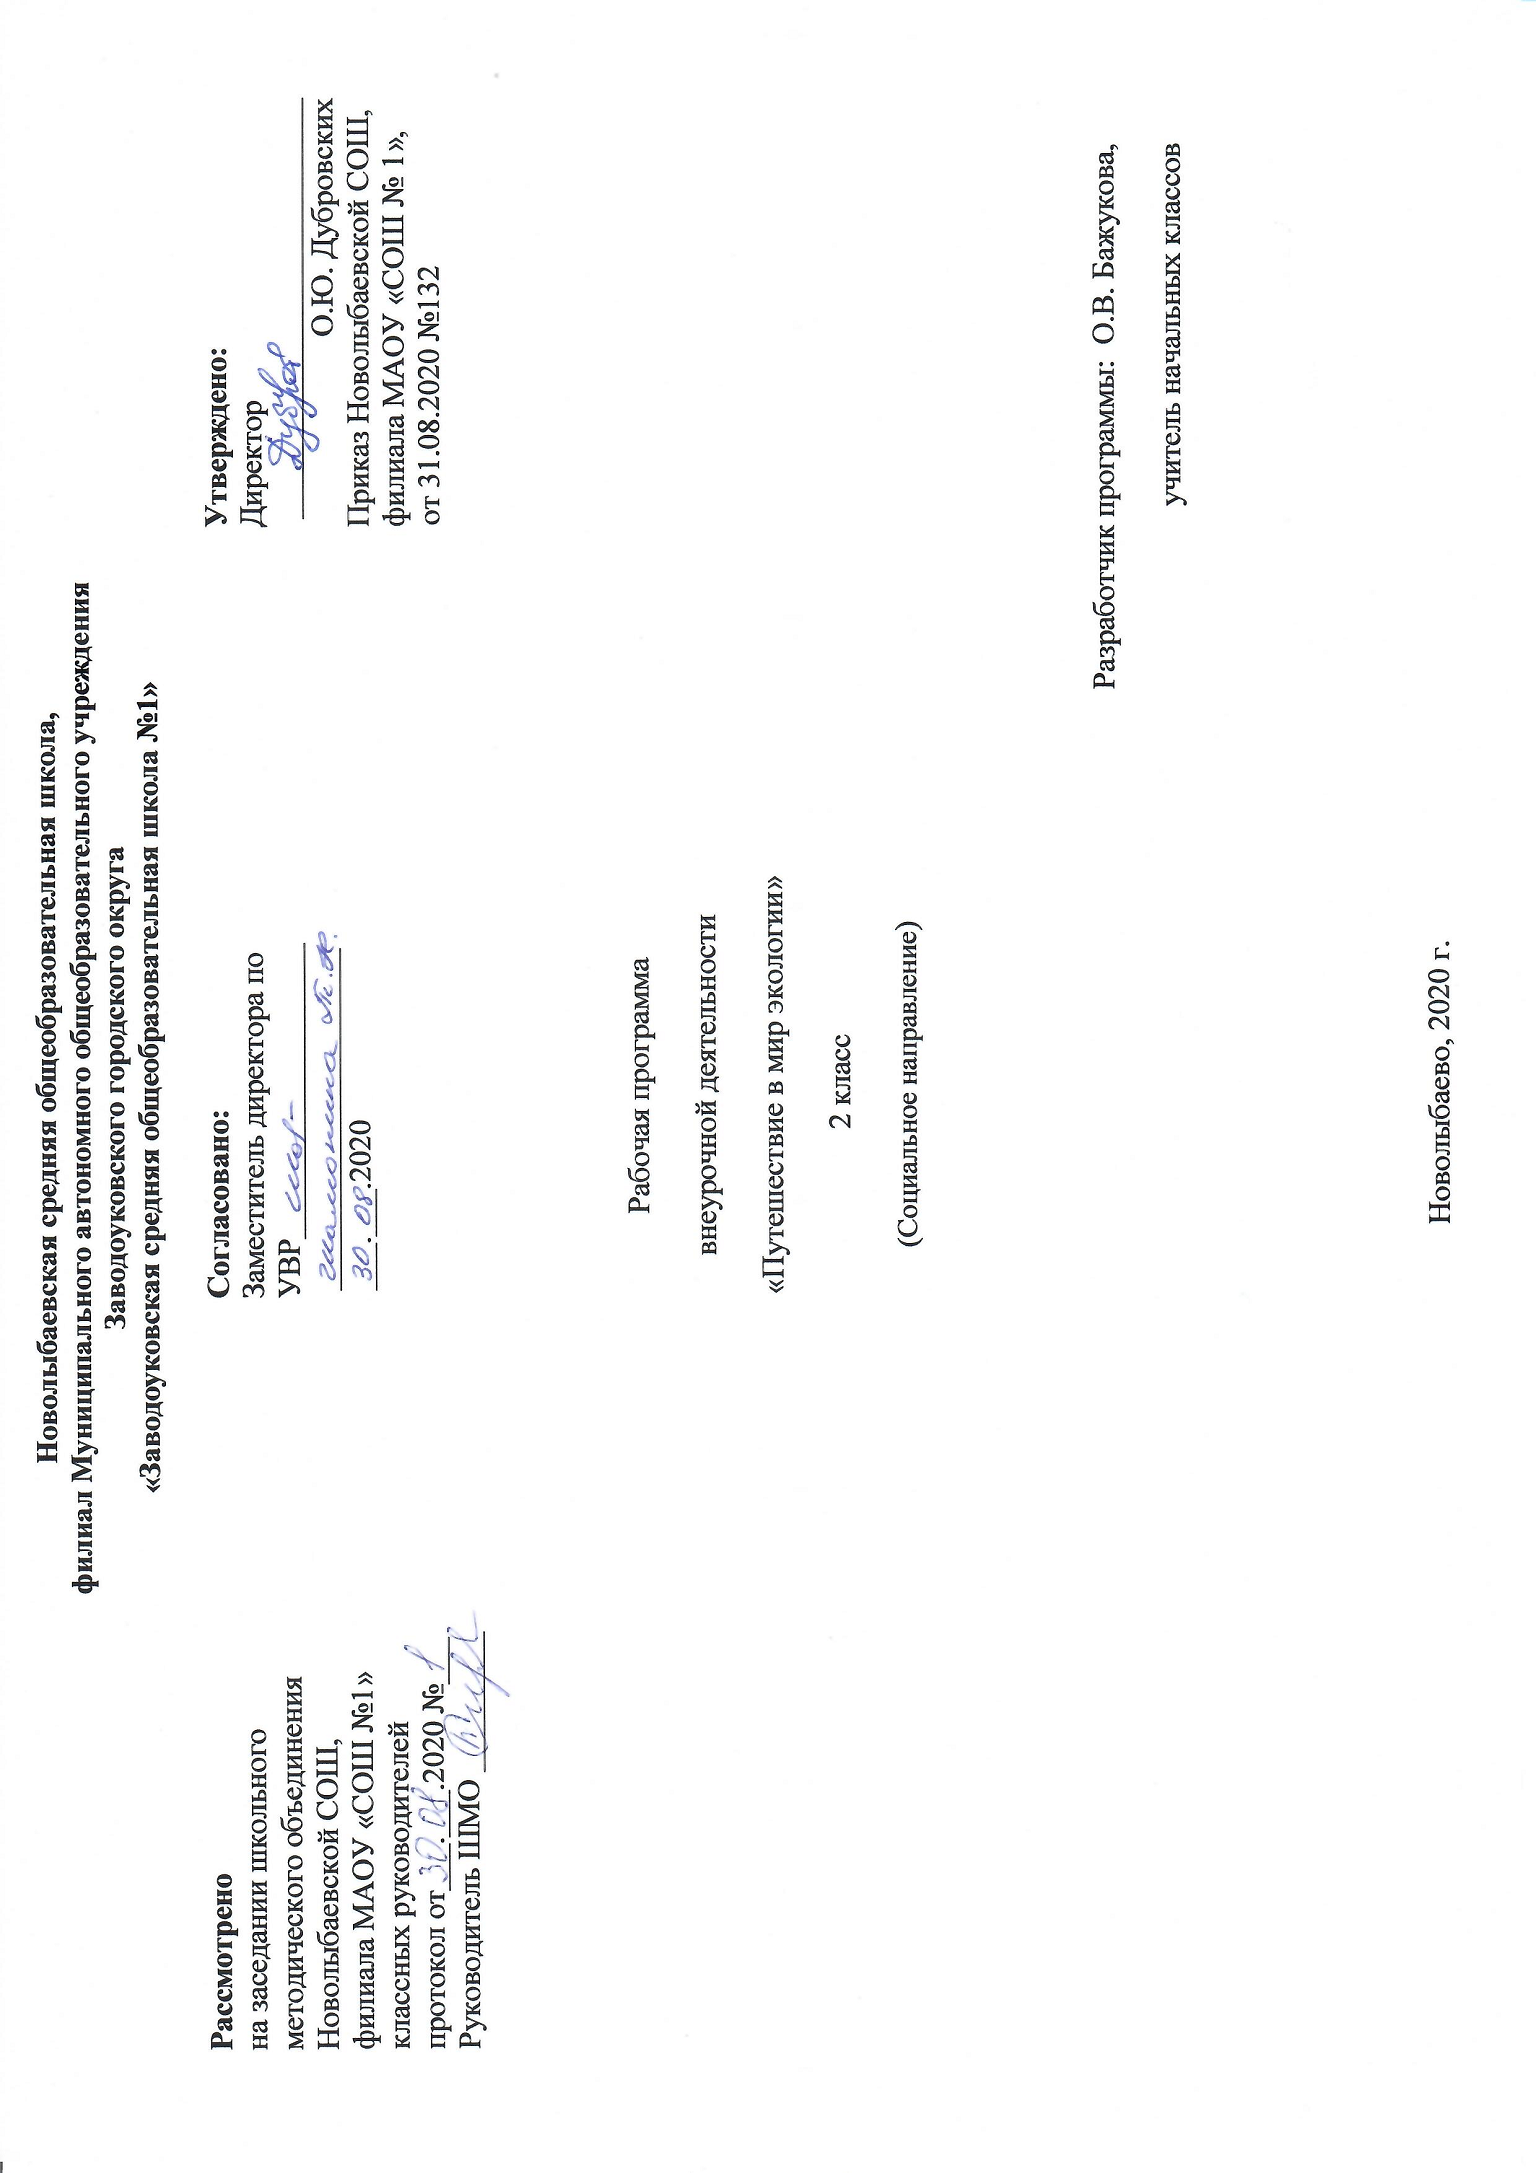 Новолыбаевская средняя общеобразовательная школа,
филиал Муниципального автономного общеобразовательного учреждения
Заводоуковского городского округа
«Заводоуковская средняя общеобразовательная школа №1»
Рассмотрено
на заседании школьного
методического объединения
Новолыбаевской СОШ,
филиала МАОУ «СОШ №1»
классных руководителей
протокол от 30.08.2020 № 1
Руководитель ШМО
Согласовано:
Заместитель директора по
УВР
30.08.2020
Утверждено:
Директор
О.Ю. Дубровских
Приказ Новолыбаевской СОШ,
филиала МАОУ «СОШ № 1»,
от 31.08.2020 №132
Рабочая программа
внеурочной деятельности
«Путешествие в мир экологии»
2 класс
(Социальное направление)
Разработчик программы: О.В. Бажукова,
учитель начальных классов
Новолыбаево, 2020 г.